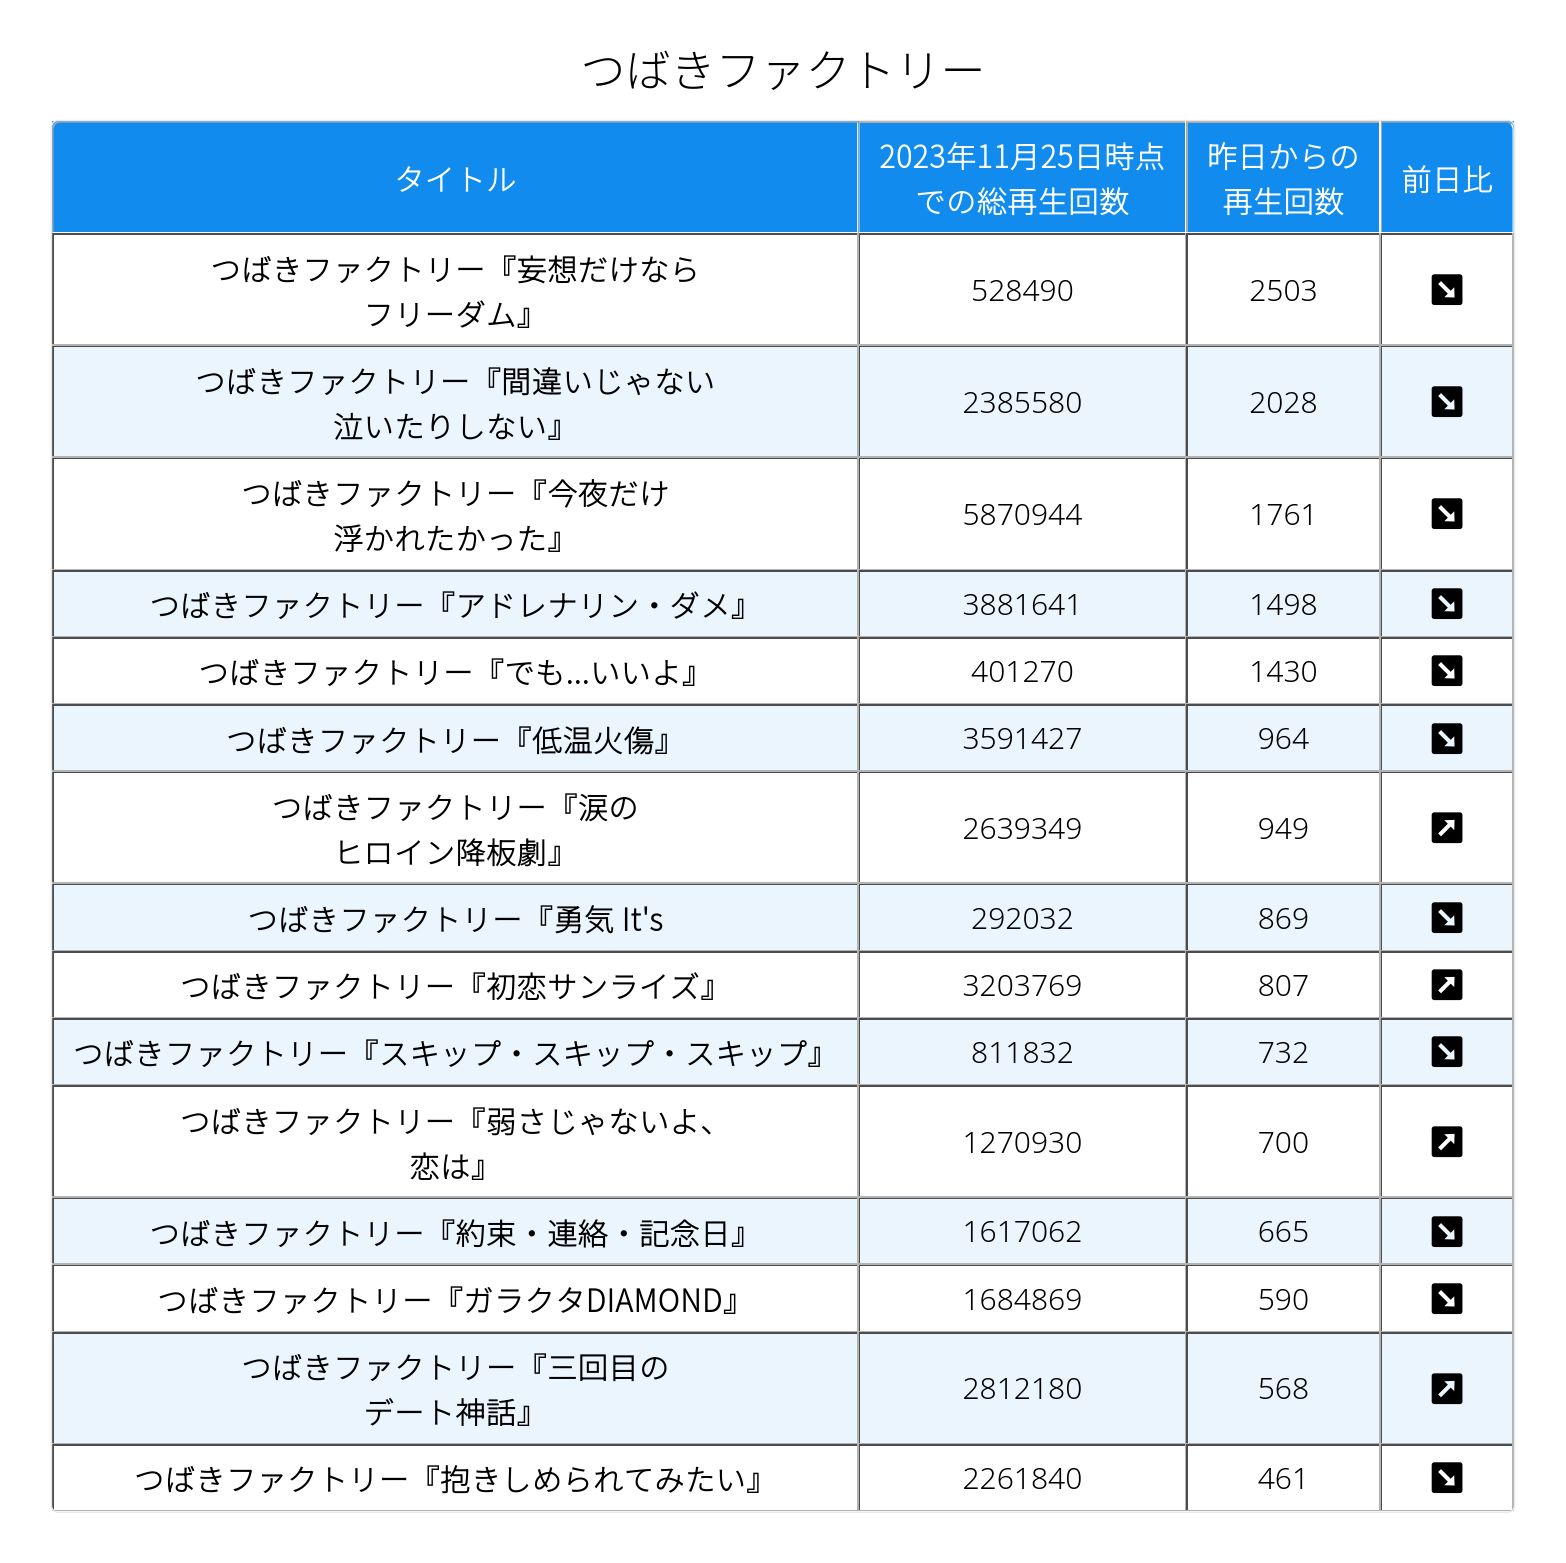 つばきファクトリー
タイトル
2023年11月25日時点
での総再生回数
昨日からの
再生回数
前日比
つばきファクトリー『妄想だけなら
フリーダム』
528490
2503
つばきファクトリー『間違いじゃない
泣いたりしない』
2385580
2028
つばきファクトリー『今夜だけ
浮かれたかった』
5870944
1761
つばきファクトリー『アドレナリン・ダメ』
3881641
1498
つばきファクトリー『でも...いいよ』
401270
1430
つばきファクトリー『低温火傷』
3591427
964
つばきファクトリー『涙の
ヒロイン降板劇』
2639349
949
つばきファクトリー『勇気 It's
292032
869
つばきファクトリー『初恋サンライズ』
3203769
807
つばきファクトリー『スキップ・スキップ・スキップ』
811832
732
つばきファクトリー『弱さじゃないよ、
恋は』
1270930
700
つばきファクトリー『約束・連絡・記念日』
1617062
665
つばきファクトリー『ガラクタDIAMOND』
1684869
590
つばきファクトリー『三回目の
デート神話』
2812180
568
つばきファクトリー『抱きしめられてみたい』
2261840
461